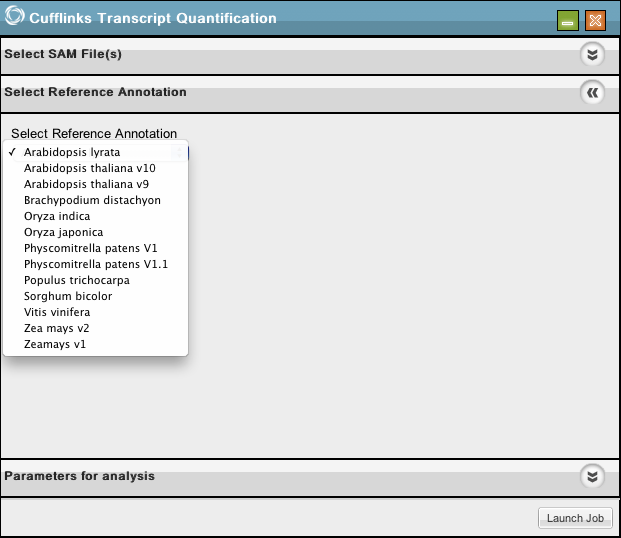 Cufflinks Transcript Quantification
Select SAM File(s)
Select Reference Annotation
Select Reference Annotation
✓ Arabidopsis lyrata
Arabidopsis thaliana v10
Arabidopsis thaliana v9
Brachypodium distachyon
Oryza indica
Oryza japonica
Physcomitrella patens V1
Physcomitrella patens V1.1
Populus trichocarpa
Sorghum bicolor
Vitis vinifera
Zea mays v2
Zeamays v1
Parameters for analysis
Launch Job